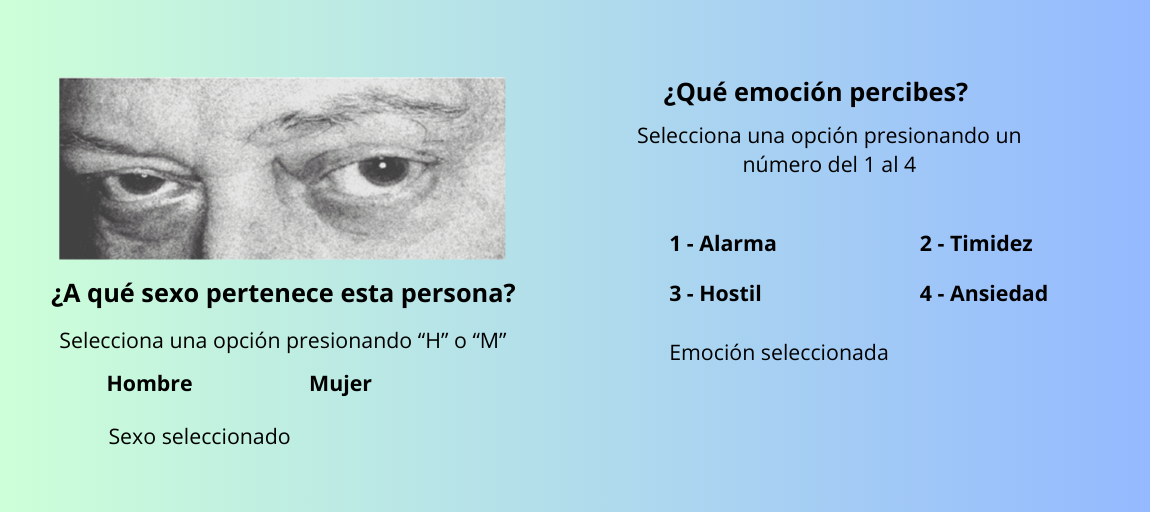 ¿A qué sexo pertenece esta persona?
Selecciona una opción presionando “H” o “M”
Hombre Mujer
Sexo seleccionado
¿Qué emoción percibes?
Selecciona una opción presionando un
número del 1 al 4
1 - Alarma 2 - Timidez
3 - Hostil 4 - Ansiedad
Emoción seleccionada